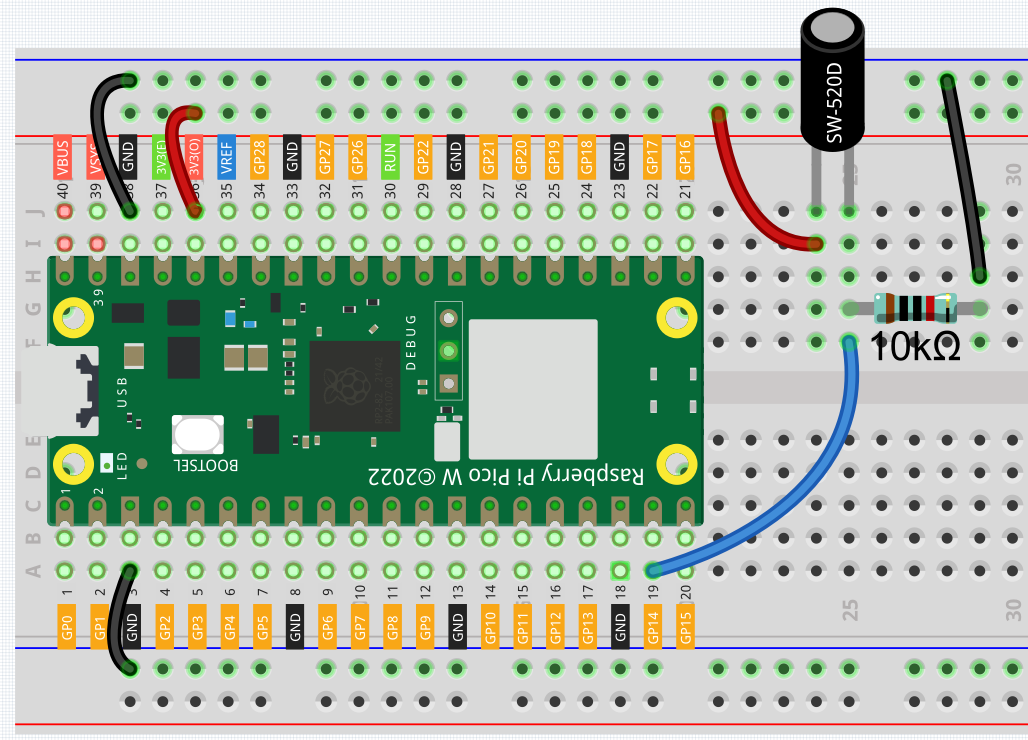 SW-520D
VBUS
VSYS
GND
3V3(E)
3V3(O)
VREF
GP28
GND
GP27
GP26
RUN
GP22
GND
GP21
GP20
GP19
GP18
GND
GP17
GP16
40
39
38
37
36
35
34
33
32
31
30
29
28
27
26
25
24
23
22
21
25
30
J
I
H
G
F
39
DEBUG
USB
10kΩ
E
D
C
B
A
LED
BOOTSEL
Raspberry Pi Pico W ©2022
1
2
1
2
3
4
5
6
7
8
9
10
11
12
13
14
15
16
17
18
19
20
25
30
GP0
GP1
GND
GP2
GP3
GP4
GP5
GND
GP6
GP7
GP8
GP9
GND
GP10
GP11
GP12
GP13
GND
GP14
GP15